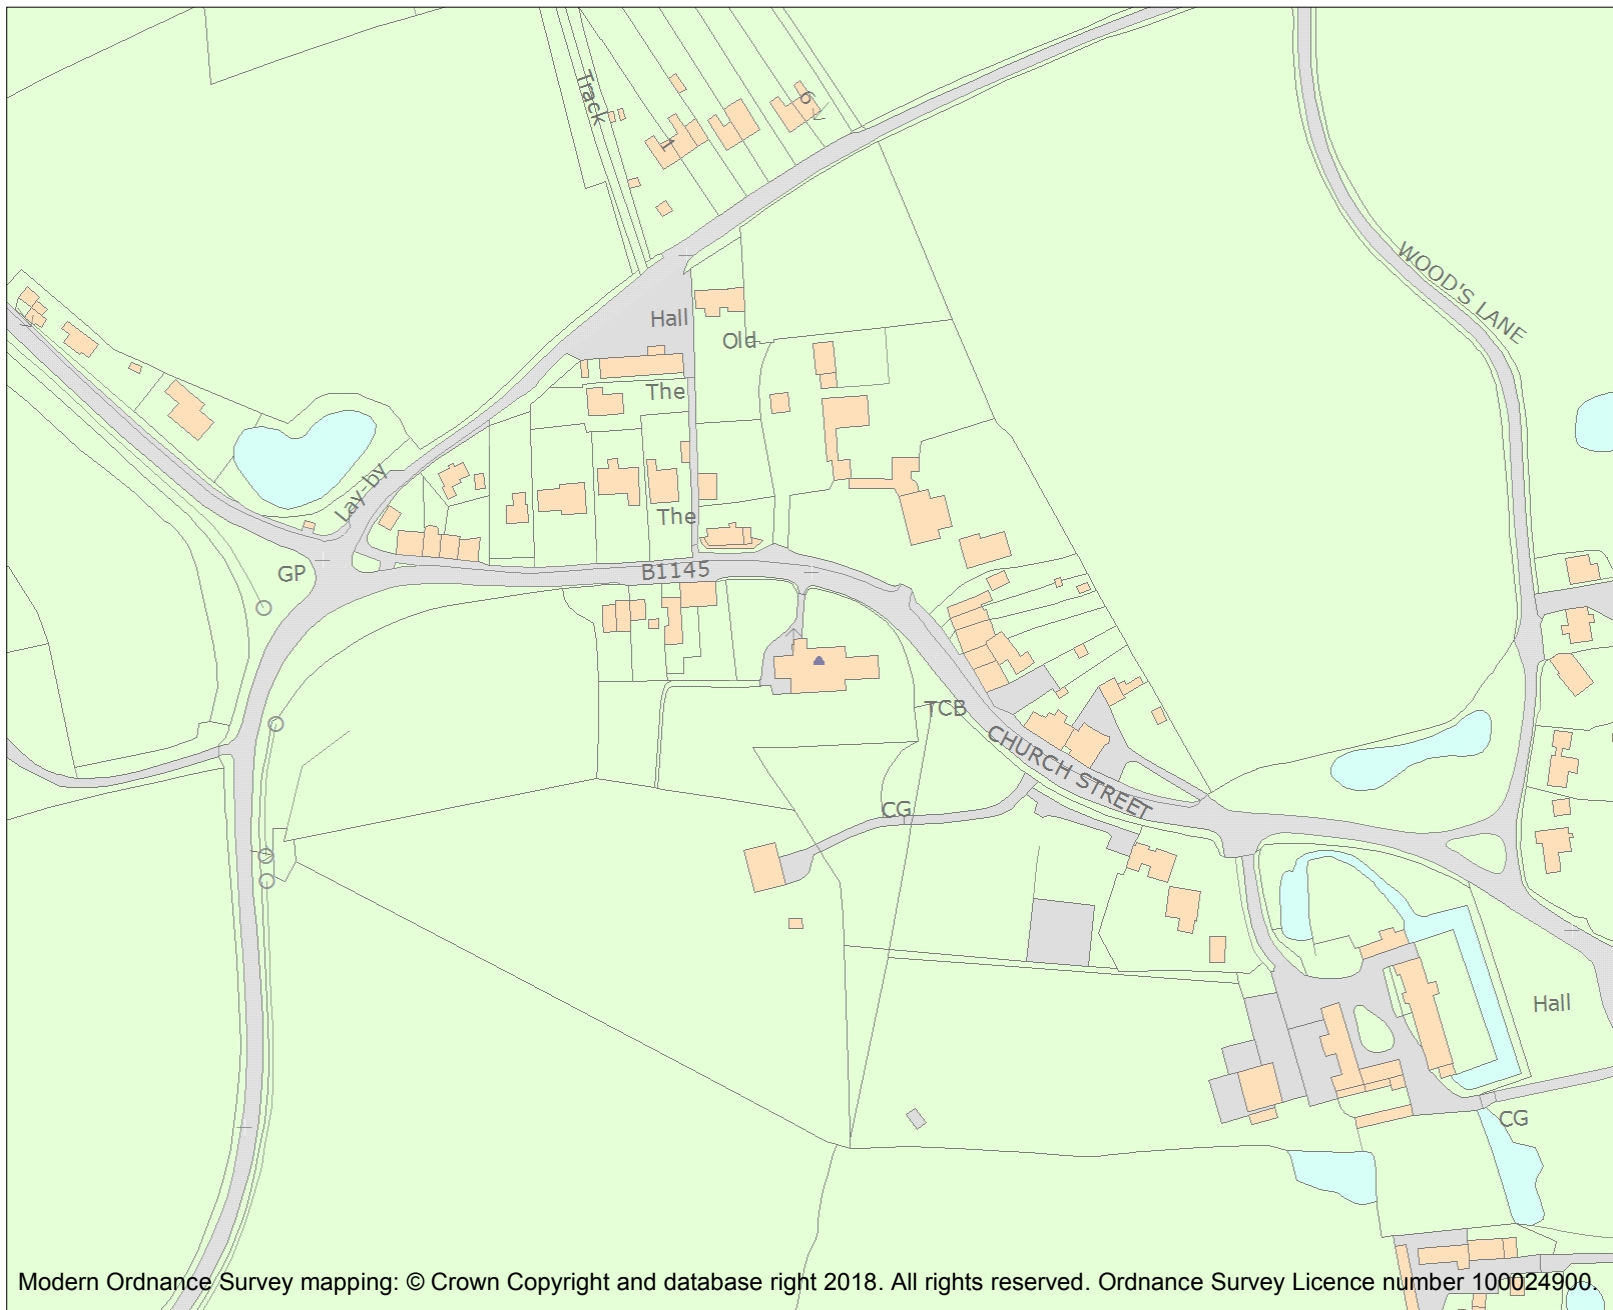 Track
1
6
WOOD'S LANE
Hall
Old
The
Lay-by
The
GP
B1145
TCB
CHURCH STREET
CG
Hall
CG
Modern Ordnance Survey mapping: © Crown Copyright and database right 2018. All rights reserved. Ordnance Survey Licence number 100024900.